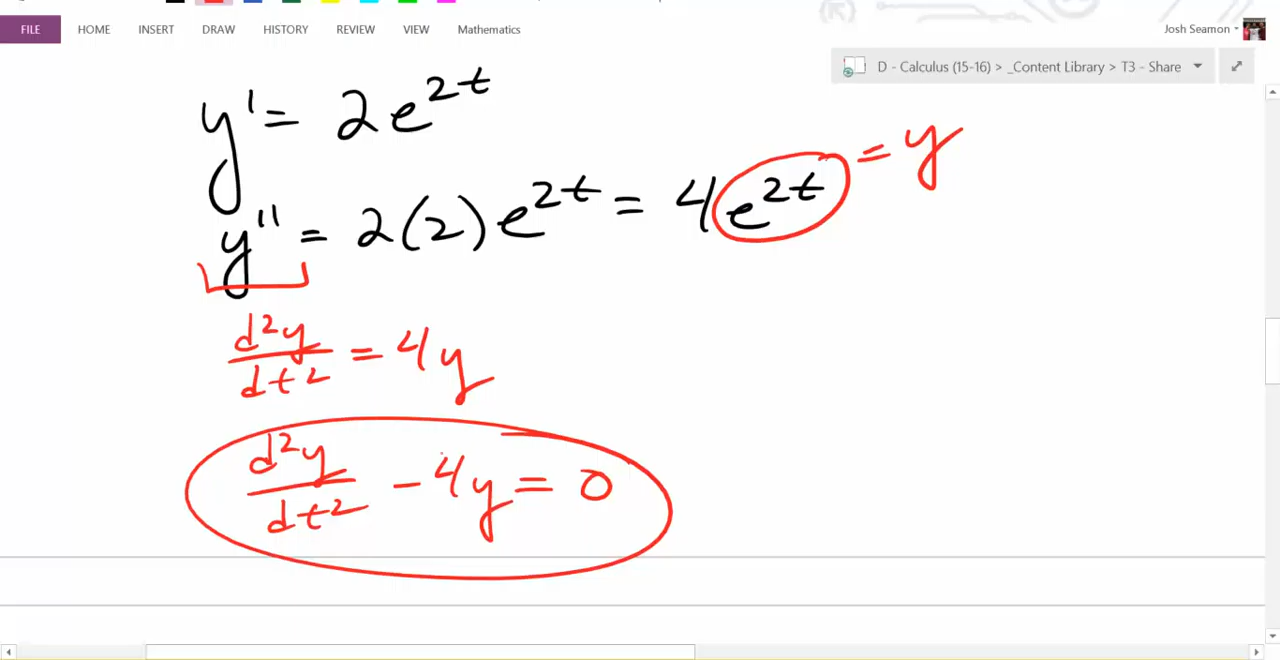 FILE HOME INSERT DRAW HISTORY REVIEW VIEW Mathematics
Josh Seamon
D - Calculus (15-16) > _Content Library > T3 - Share
y' = 2e^{2t}
y'' = 2(2)e^{2t} = 4e^{2t} = y
d²y/dt² = 4y
d²y/dt² - 4y = 0